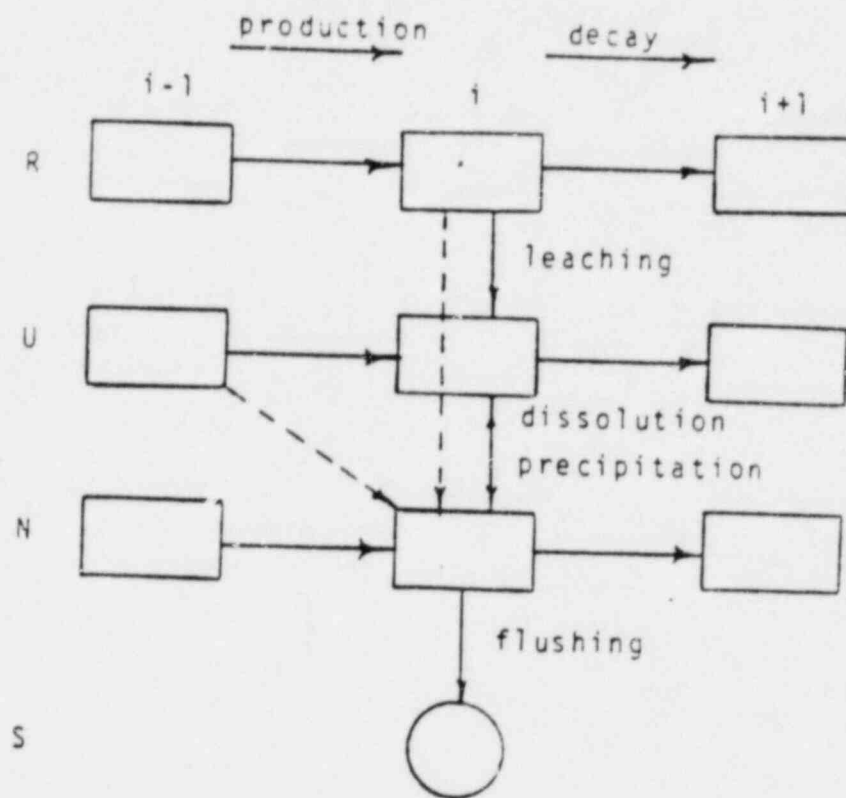 production decay
i-1 i i+1
R
leaching
U
dissolution
precipitation
N
flushing
S